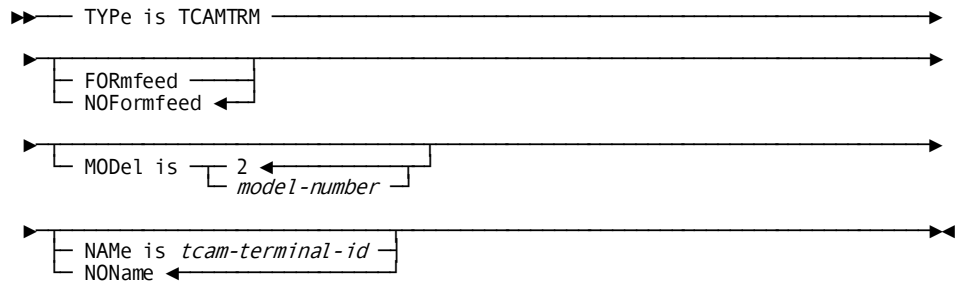 TYPe is TCAMTRM
FORmfeed
NOFormfeed
MODel is 2
model-number
NAMe is tcam-terminal-id
NOName